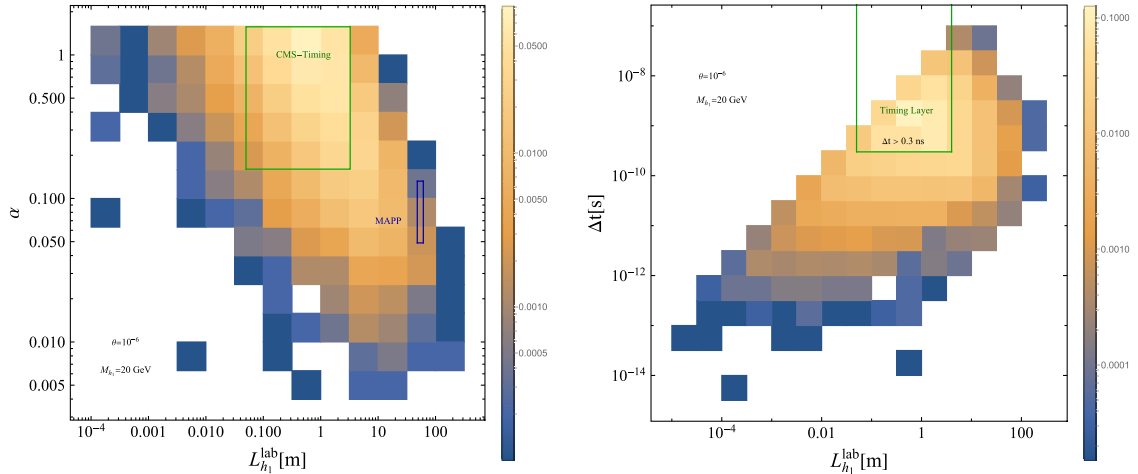 CMS–Timing
MAPP
θ=10⁻⁶
M_{h₁}=20 GeV
1
0.500
0.100
0.050
0.010
0.005
α
10⁻⁴
0.001
0.010
0.100
1
10
100
L_{h₁}^{lab}[m]
0.0500
0.0100
0.0050
0.0010
0.0005
θ=10⁻⁶
M_{h₁}=20 GeV
Timing Layer
Δt > 0.3 ns
10⁻⁸
10⁻¹⁰
10⁻¹²
10⁻¹⁴
Δt[s]
10⁻⁴
0.01
1
100
L_{h₁}^{lab}[m]
0.1000
0.0100
0.0010
0.0001